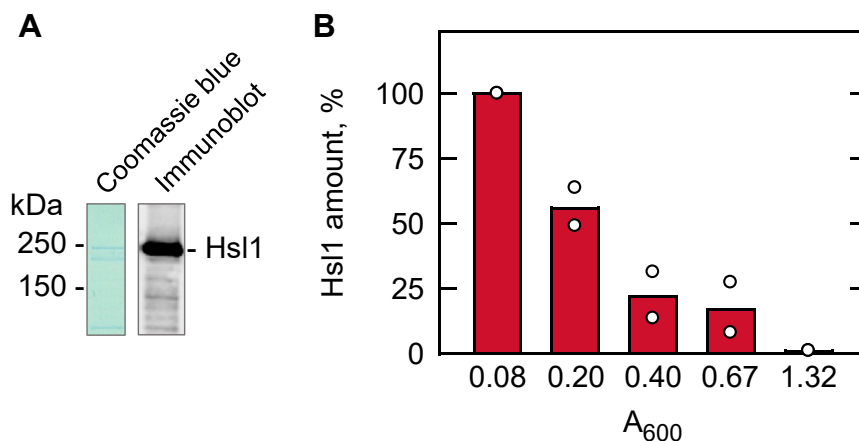 A
Coomassie blue
Immunoblot
kDa
250 -
- Hsl1
150 -
B
Hsl1 amount, %
100
75
50
25
0
0.08 0.20 0.40 0.67 1.32
A600